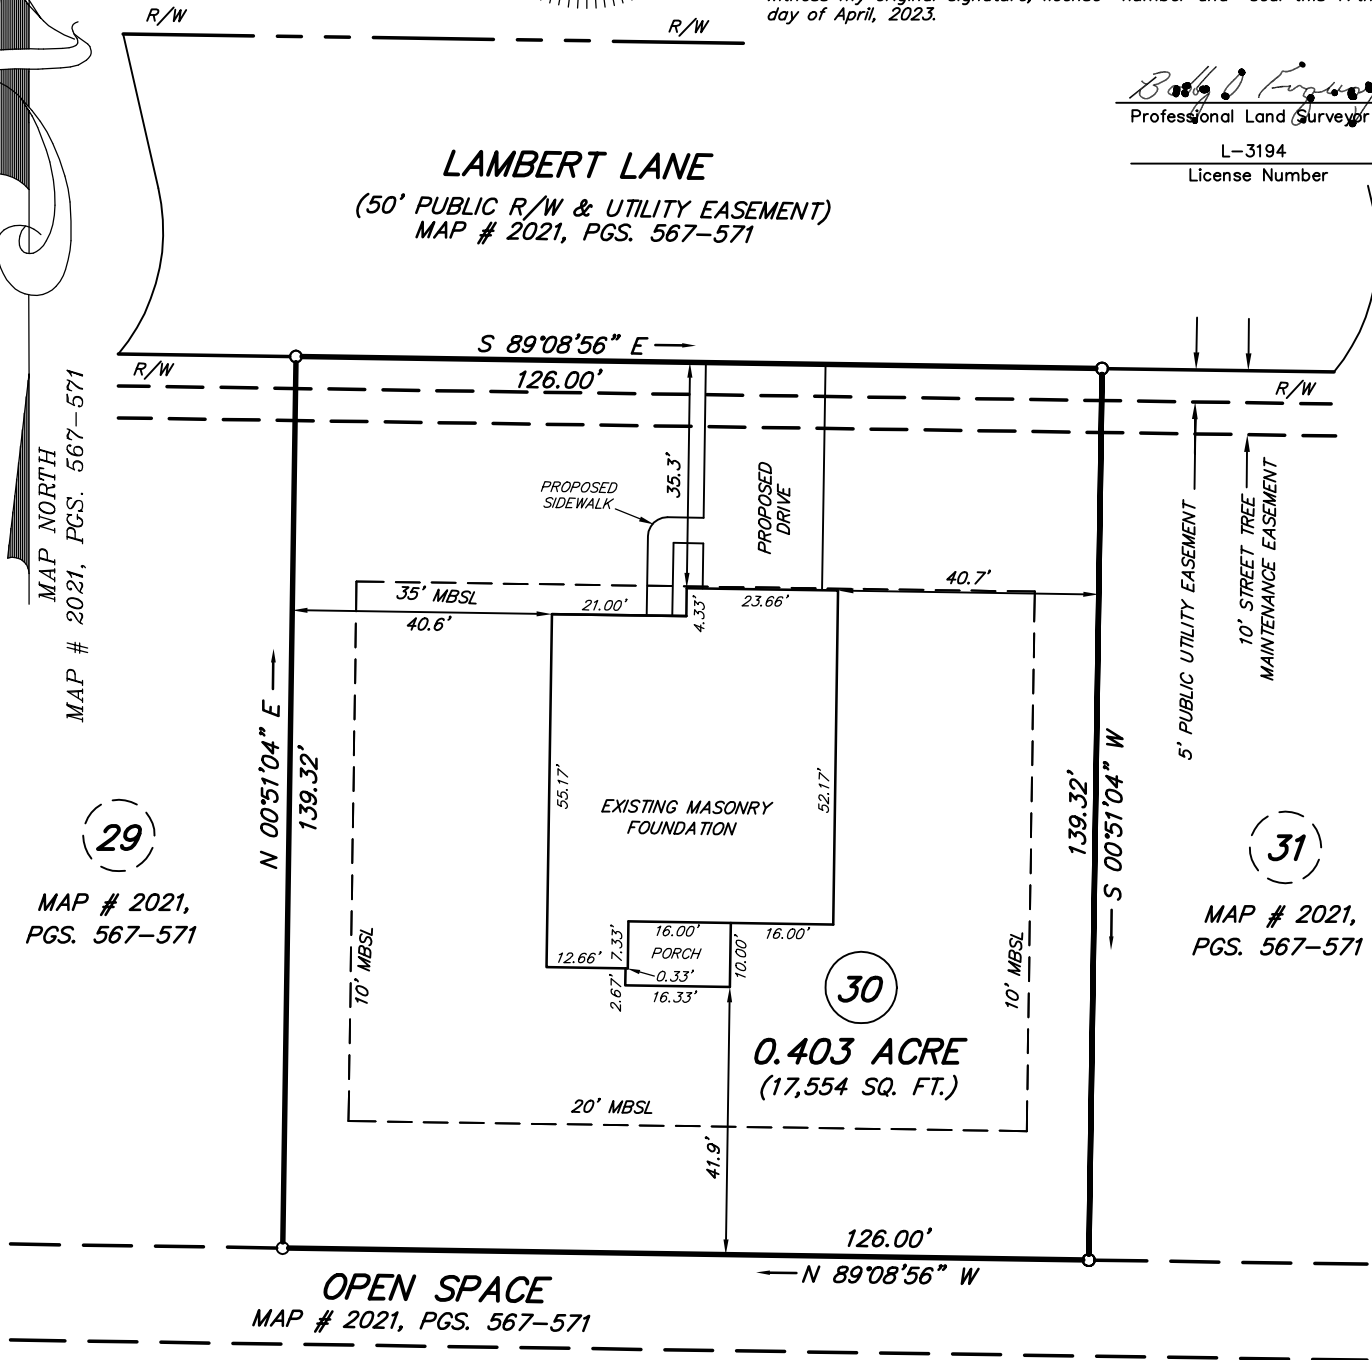 day of April, 2023.
R/W
R/W
Professional Land Surveyor
L-3194
License Number
LAMBERT LANE
(50' PUBLIC R/W & UTILITY EASEMENT)
MAP # 2021, PGS. 567-571
MAP NORTH
MAP # 2021, PGS. 567-571
S 89°08'56" E
126.00'
R/W
R/W
PROPOSED
SIDEWALK
35.3'
PROPOSED
DRIVE
5' PUBLIC UTILITY EASEMENT
10' STREET TREE
MAINTENANCE EASEMENT
35' MBSL
40.6'
21.00'
4.33'
23.66'
40.7'
N 00°51'04" E
139.32'
55.17'
EXISTING MASONRY
FOUNDATION
52.17'
139.32'
S 00°51'04" W
29
MAP # 2021,
PGS. 567-571
31
MAP # 2021,
PGS. 567-571
10' MBSL
12.66'
7.33'
16.00'
PORCH
0.33'
2.67'
16.33'
10.00'
16.00'
10' MBSL
30
0.403 ACRE
(17,554 SQ. FT.)
20' MBSL
41.9'
126.00'
N 89°08'56" W
OPEN SPACE
MAP # 2021, PGS. 567-571